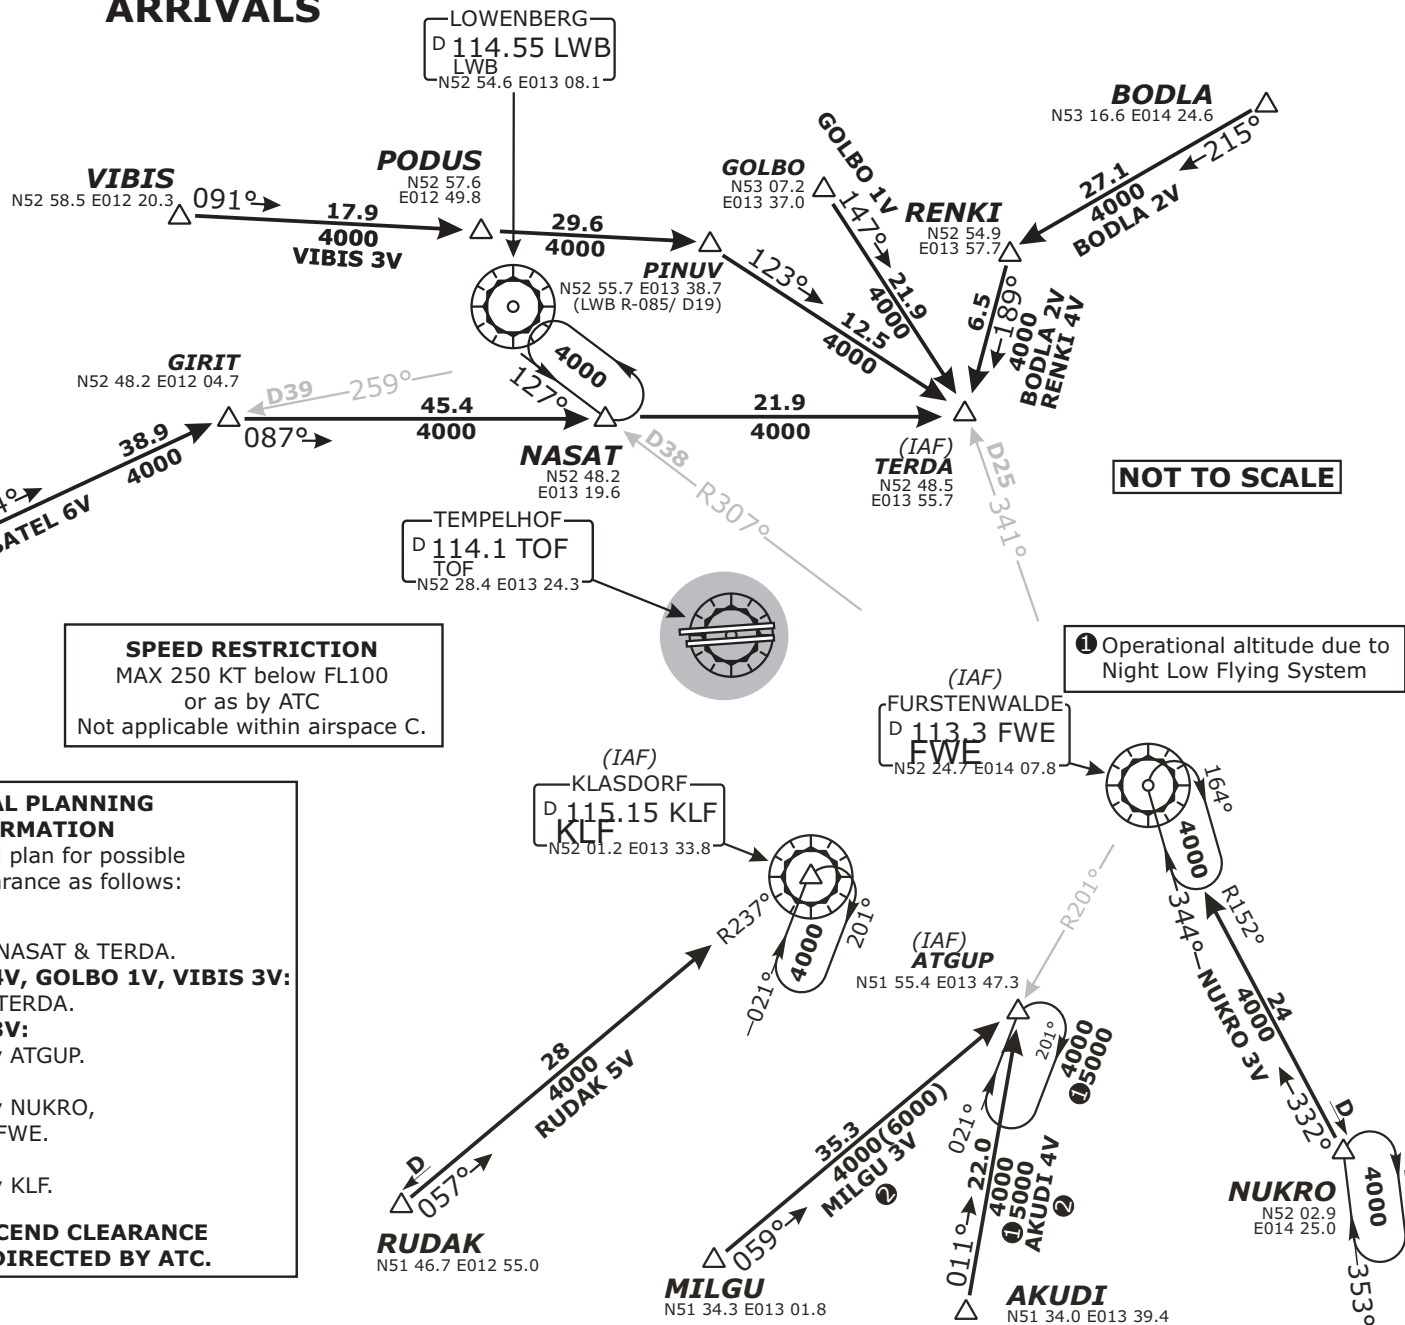 ARRIVALS
LOWENBERG
D 114.55 LWB
LWB
N52 54.6 E013 08.1
BODLA
N53 16.6 E014 24.6
215°
27.1
4000
BODLA 2V
GOLBO
N53 07.2
E013 37.0
GOLBO 1V
147°
21.9
4000
RENKI
N52 54.9
E013 57.7
189°
6.5
4000
BODLA 2V
RENKI 4V
VIBIS
N52 58.5 E012 20.3
091°
17.9
4000
VIBIS 3V
PODUS
N52 57.6
E012 49.8
29.6
4000
PINUV
N52 55.7 E013 38.7
(LWB R-085/ D19)
123°
12.5
4000
GIRIT
N52 48.2 E012 04.7
D39
259°
087°
45.4
4000
38.9
4000
4000
127°
NASAT
N52 48.2
E013 19.6
21.9
4000
(IAF)
TERDA
N52 48.5
E013 55.7
D38
R307°
D25
341°
NOT TO SCALE
TEMPELHOF
D 114.1 TOF
TOF
N52 28.4 E013 24.3
SPEED RESTRICTION
MAX 250 KT below FL100
or as by ATC
Not applicable within airspace C.
❶ Operational altitude due to
Night Low Flying System
(IAF)
FURSTENWALDE
D 113.3 FWE
FWE
N52 24.7 E014 07.8
164°
4000
344°
R152°
24
4000
NUKRO 3V
332°
D
NUKRO
N52 02.9
E014 25.0
4000
353°
(IAF)
KLASDORF
D 115.15 KLF
KLF
N52 01.2 E013 33.8
R237°
201°
4000
021°
28
4000
RUDAK 5V
D
057°
RUDAK
N51 46.7 E012 55.0
R201°
(IAF)
ATGUP
N51 55.4 E013 47.3
201°
4000
❶5000
021°
35.3
4000(6000)
MILGU 3V
❷
059°
MILGU
N51 34.3 E013 01.8
22.0
4000
❶5000
AKUDI 4V
❷
011°
AKUDI
N51 34.0 E013 39.4
PLANNING
plan for possible
as follows:
NASAT & TERDA.
GOLBO 1V, VIBIS 3V:
TERDA.
ATGUP.
NUKRO,
FWE.
KLF.
CLEARANCE
DIRECTED BY ATC.